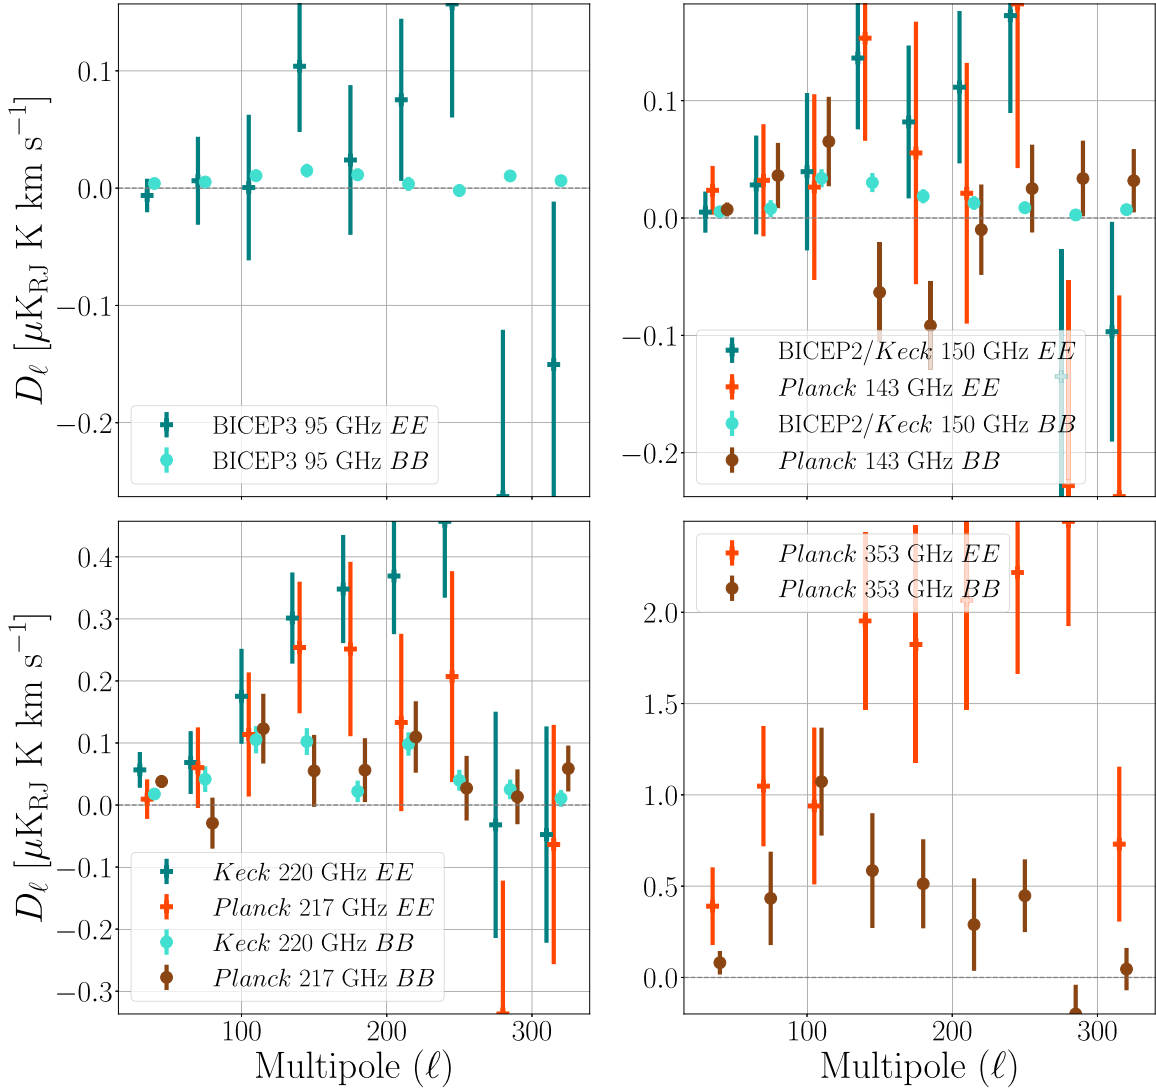 D_ℓ [μK_RJ K km s⁻¹]
0.1
0.0
−0.1
−0.2
BICEP3 95 GHz EE
BICEP3 95 GHz BB
0.1
0.0
−0.1
−0.2
BICEP2/Keck 150 GHz EE
Planck 143 GHz EE
BICEP2/Keck 150 GHz BB
Planck 143 GHz BB
D_ℓ [μK_RJ K km s⁻¹]
0.4
0.3
0.2
0.1
0.0
−0.1
−0.2
−0.3
Keck 220 GHz EE
Planck 217 GHz EE
Keck 220 GHz BB
Planck 217 GHz BB
100 200 300
Multipole (ℓ)
Planck 353 GHz EE
Planck 353 GHz BB
2.0
1.5
1.0
0.5
0.0
100 200 300
Multipole (ℓ)